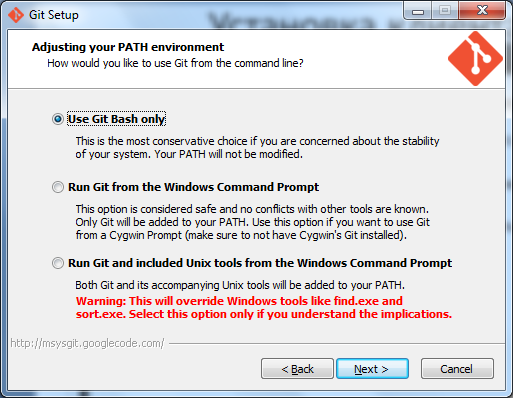 Git Setup
Adjusting your PATH environment
How would you like to use Git from the command line?
Use Git Bash only
This is the most conservative choice if you are concerned about the stability
of your system. Your PATH will not be modified.
Run Git from the Windows Command Prompt
This option is considered safe and no conflicts with other tools are known.
Only Git will be added to your PATH. Use this option if you want to use Git
from a Cygwin Prompt (make sure to not have Cygwin's Git installed).
Run Git and included Unix tools from the Windows Command Prompt
Both Git and its accompanying Unix tools will be added to your PATH.
Warning: This will override Windows tools like find.exe and
sort.exe. Select this option only if you understand the implications.
http://msysgit.googlecode.com/
< Back
Next >
Cancel